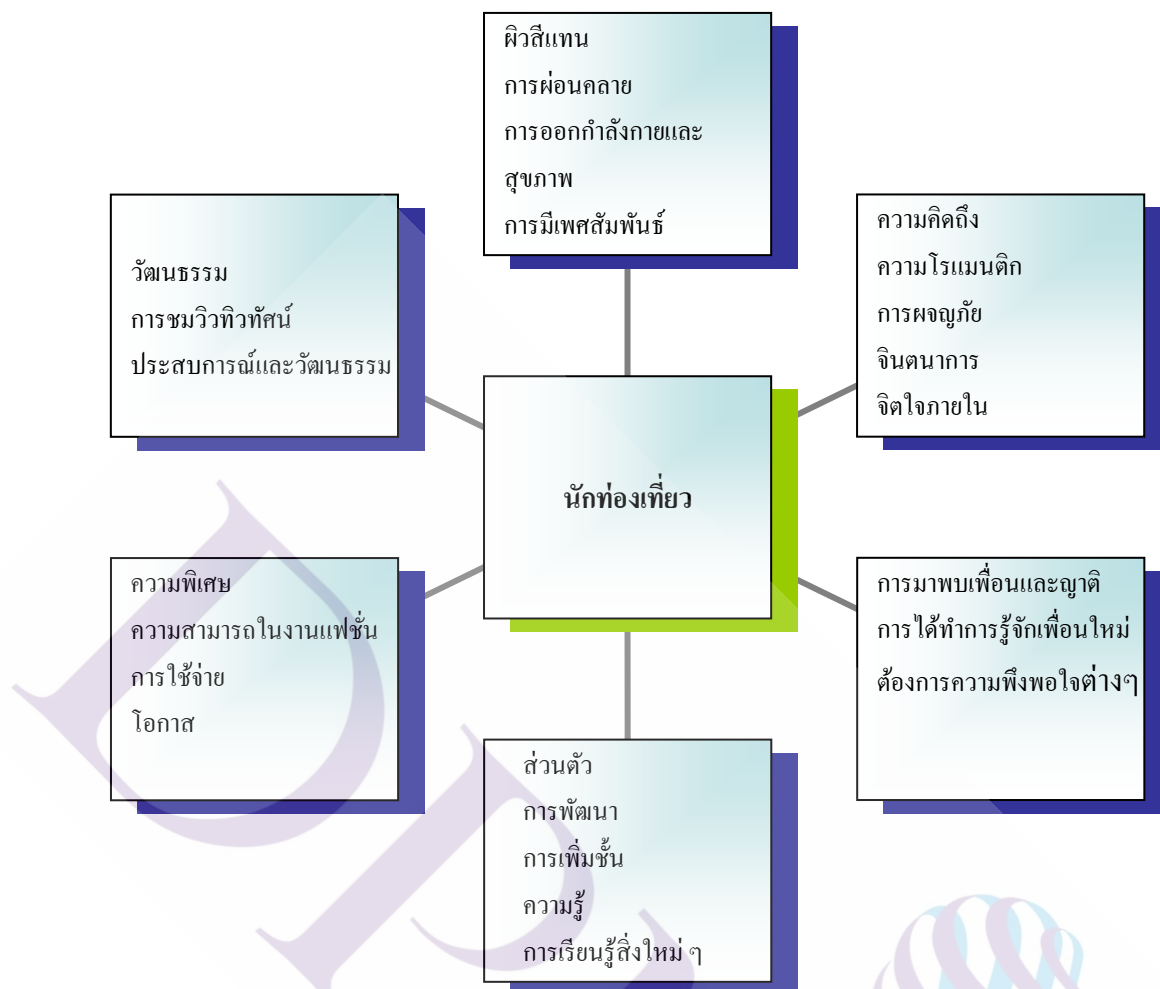 ผิวสีแทน
การผ่อนคลาย
การออกกำลังกายและ
สุขภาพ
การมีเพศสัมพันธ์
วัฒนธรรม
การชมวิวทิวทัศน์
ประสบการณ์และวัฒนธรรม
ความคิดถึง
ความโรแมนติก
การผจญภัย
จินตนาการ
จิตใจภายใน
นักท่องเที่ยว
ความพิเศษ
ความสามารถในงานแฟชั่น
การใช้จ่าย
โอกาส
การมาพบเพื่อนและญาติ
การได้ทำการรู้จักเพื่อนใหม่
ต้องการความพึงพอใจต่างๆ
ส่วนตัว
การพัฒนา
การเพิ่มชั้น
ความรู้
การเรียนรู้สิ่งใหม่ ๆ
DP